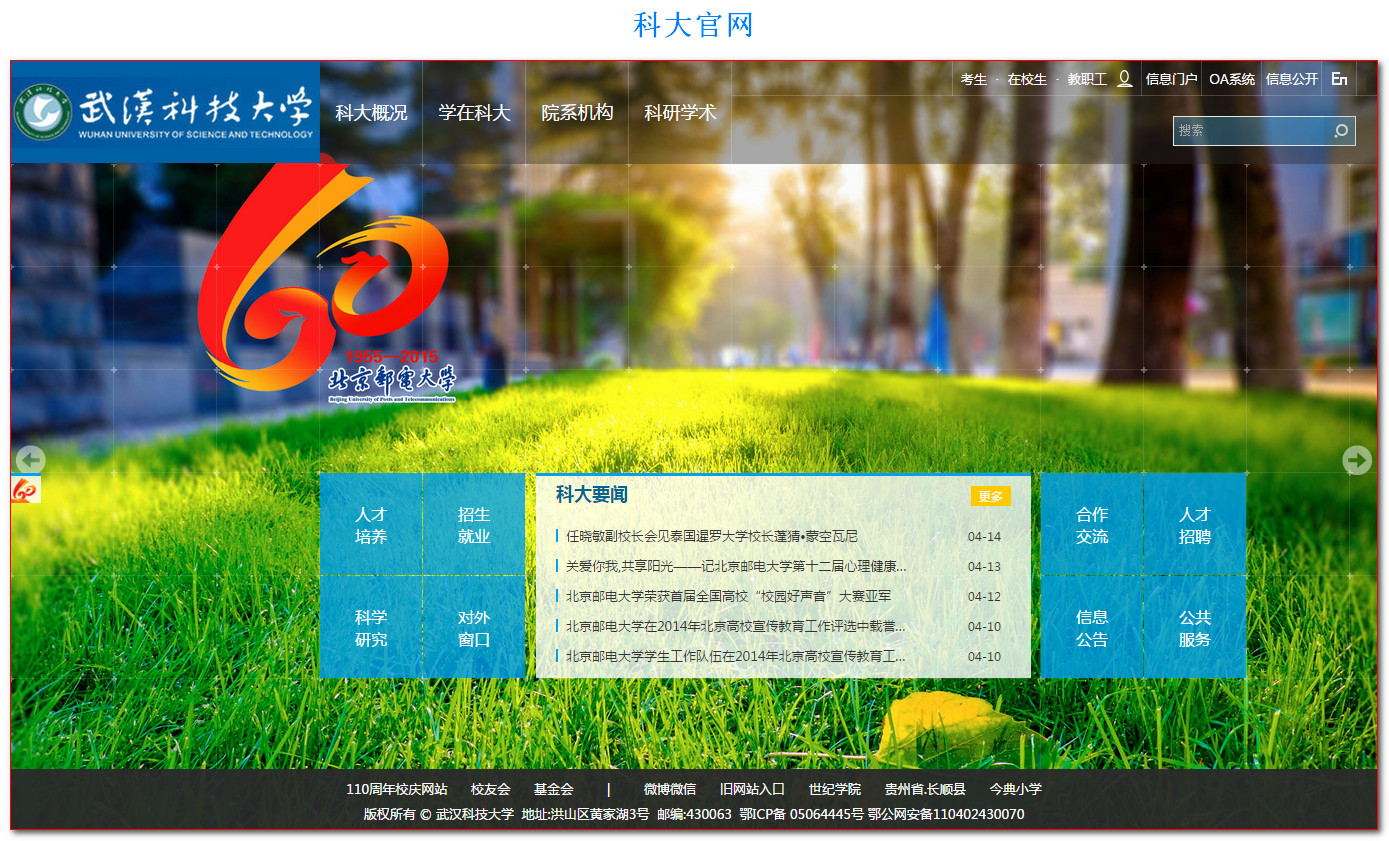 科大官网
武漢科技大学
WUHAN UNIVERSITY OF SCIENCE AND TECHNOLOGY
科大概况 学在科大 院系机构 科研学术
考生 · 在校生 · 教职工 信息门户 OA系统 信息公开 En
搜索
60
1955—2015
北京邮電大学
Beijing University of Posts and Telecommunications
人才培养
招生就业
科学研究
对外窗口
科大要闻 更多
任晓敏副校长会见泰国暹罗大学校长蓬猜•蒙空瓦尼 04-14
关爱你我,共享阳光——记北京邮电大学第十二届心理健康... 04-13
北京邮电大学荣获首届全国高校“校园好声音”大赛亚军 04-12
北京邮电大学在2014年北京高校宣传教育工作评选中载誉... 04-10
北京邮电大学学生工作队伍在2014年北京高校宣传教育工... 04-10
合作交流
人才招聘
信息公告
公共服务
110周年校庆网站 校友会 基金会 | 微博微信 旧网站入口 世纪学院 贵州省.长顺县 今典小学
版权所有 © 武汉科技大学 地址:洪山区黄家湖3号 邮编:430063 鄂ICP备 05064445号 鄂公网安备110402430070